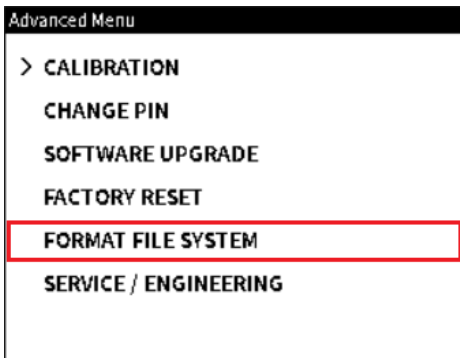 Advanced Menu
> CALIBRATION
CHANGE PIN
SOFTWARE UPGRADE
FACTORY RESET
FORMAT FILE SYSTEM
SERVICE / ENGINEERING